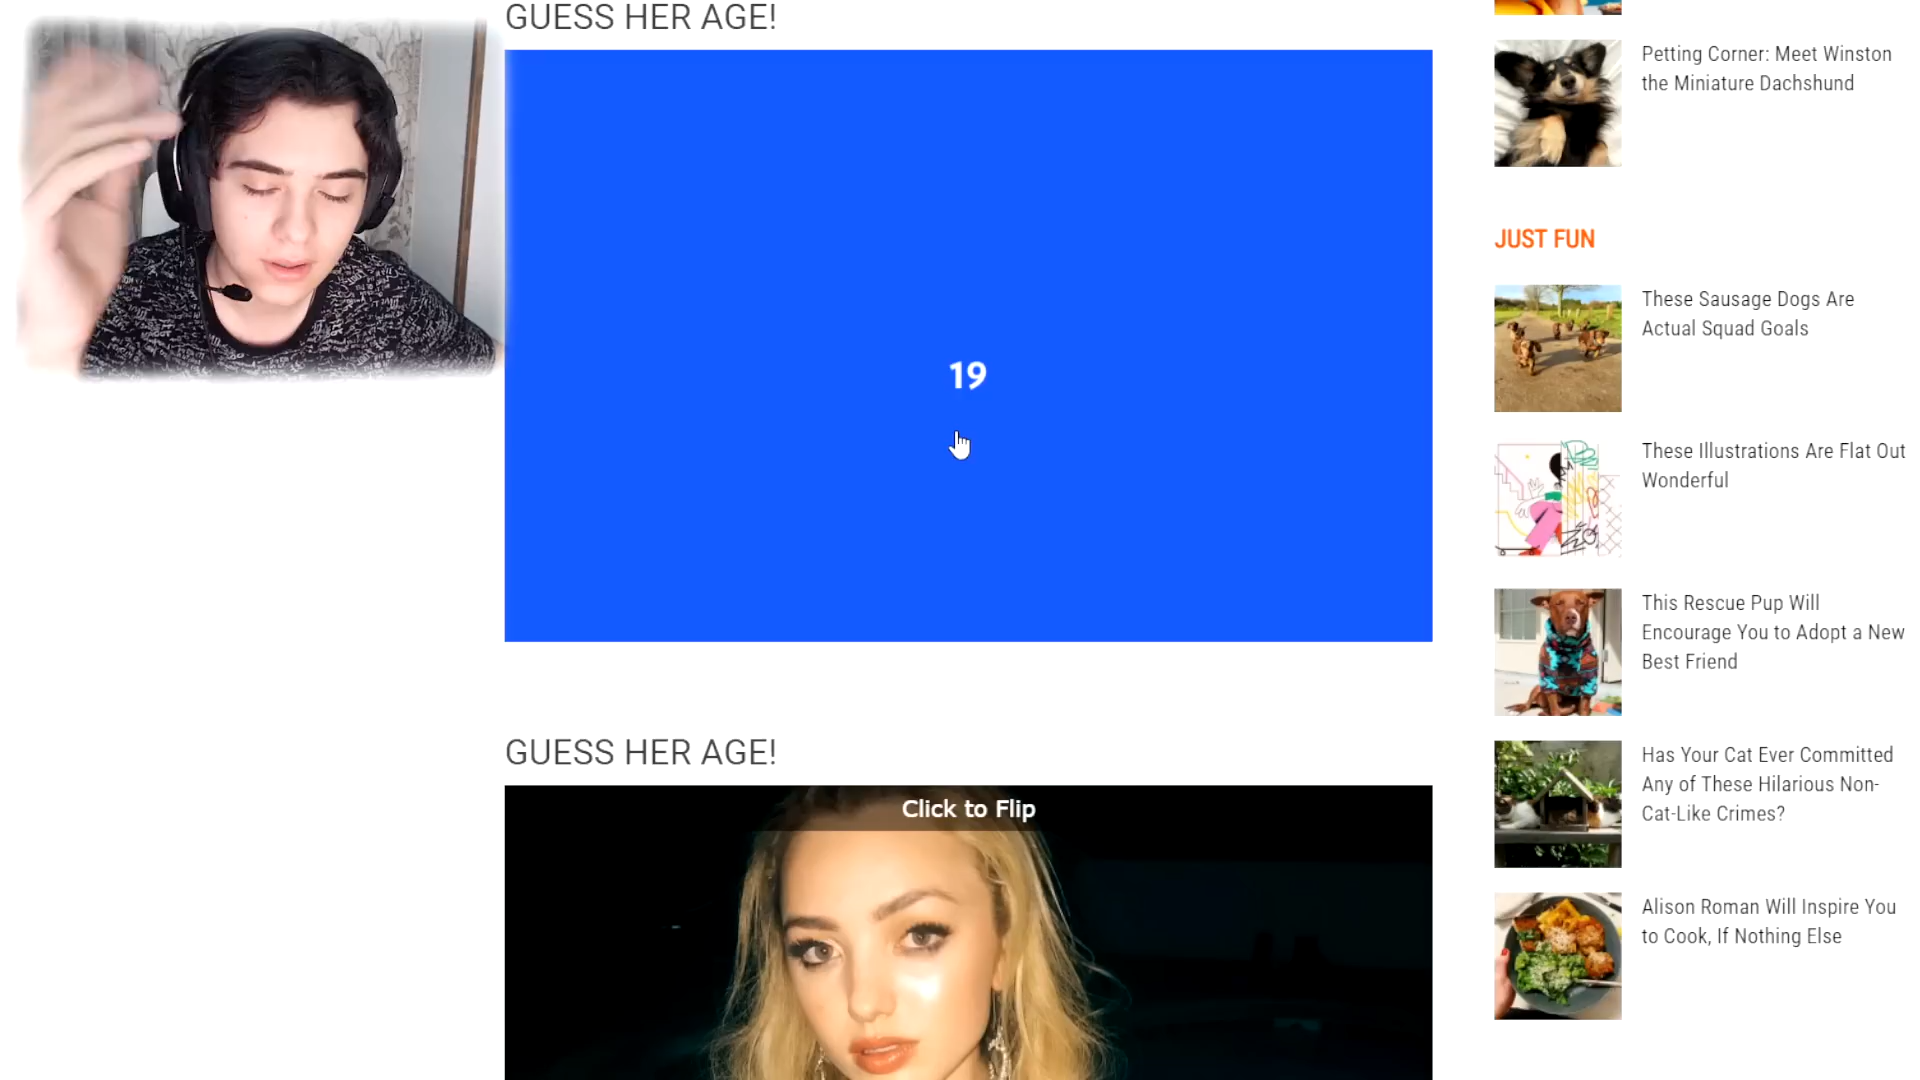 GUESS HER AGE!
19
GUESS HER AGE!
Click to Flip
Petting Corner: Meet Winston
the Miniature Dachshund
JUST FUN
These Sausage Dogs Are
Actual Squad Goals
These Illustrations Are Flat Out
Wonderful
This Rescue Pup Will
Encourage You to Adopt a New
Best Friend
Has Your Cat Ever Committed
Any of These Hilarious Non-
Cat-Like Crimes?
Alison Roman Will Inspire You
to Cook, If Nothing Else